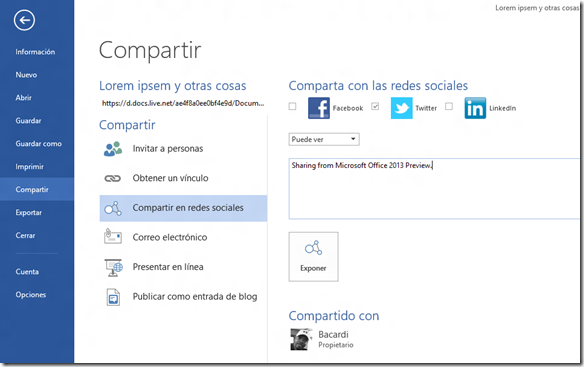 Lorem ipsum y otras cosas
Información
Nuevo
Abrir
Guardar
Guardar como
Imprimir
Compartir
Exportar
Cerrar
Cuenta
Opciones
Compartir
Lorem ipsem y otras cosas
https://d.docs.live.net/ae4f8a0ee0bf4e9d/Docum...
Compartir
Invitar a personas
Obtener un vínculo
Compartir en redes sociales
Correo electrónico
Presentar en línea
Publicar como entrada de blog
Comparta con las redes sociales
Facebook
Twitter
LinkedIn
Puede ver
Sharing from Microsoft Office 2013 Preview.
Exponer
Compartido con
Bacardi
Propietario